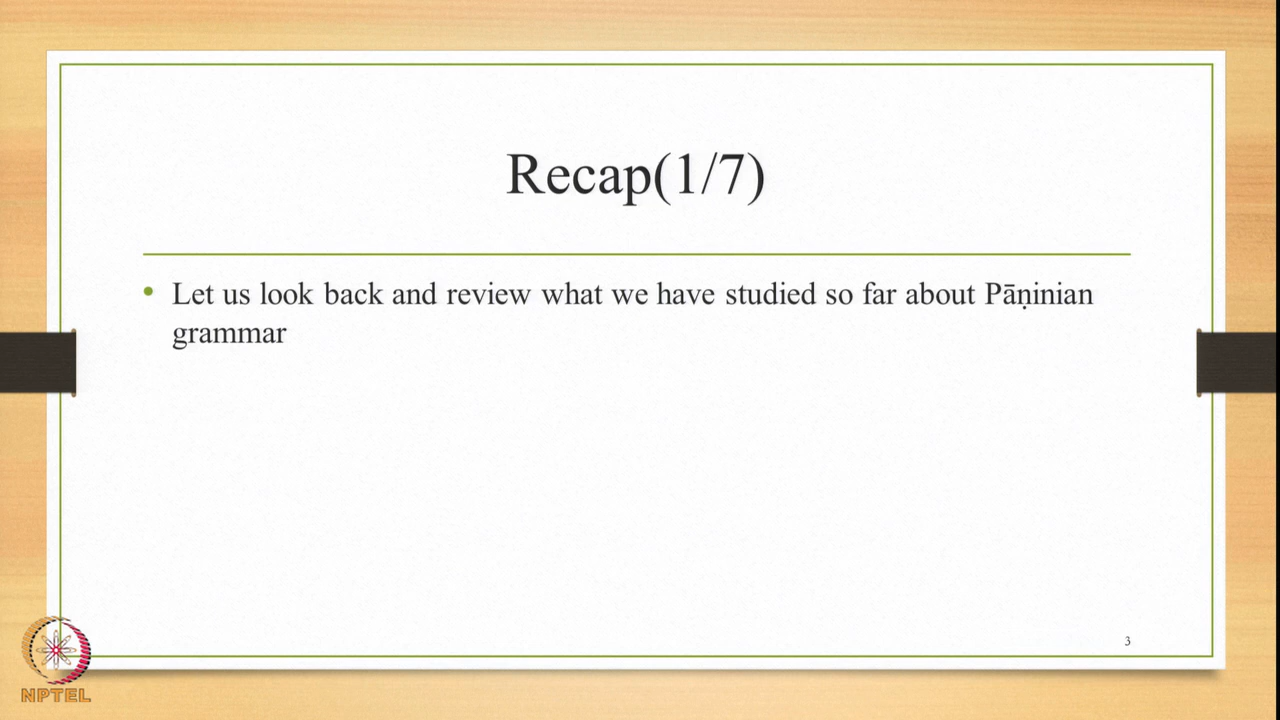 Recap(1/7)
• Let us look back and review what we have studied so far about Pāṇinian
grammar
3
NPTEL